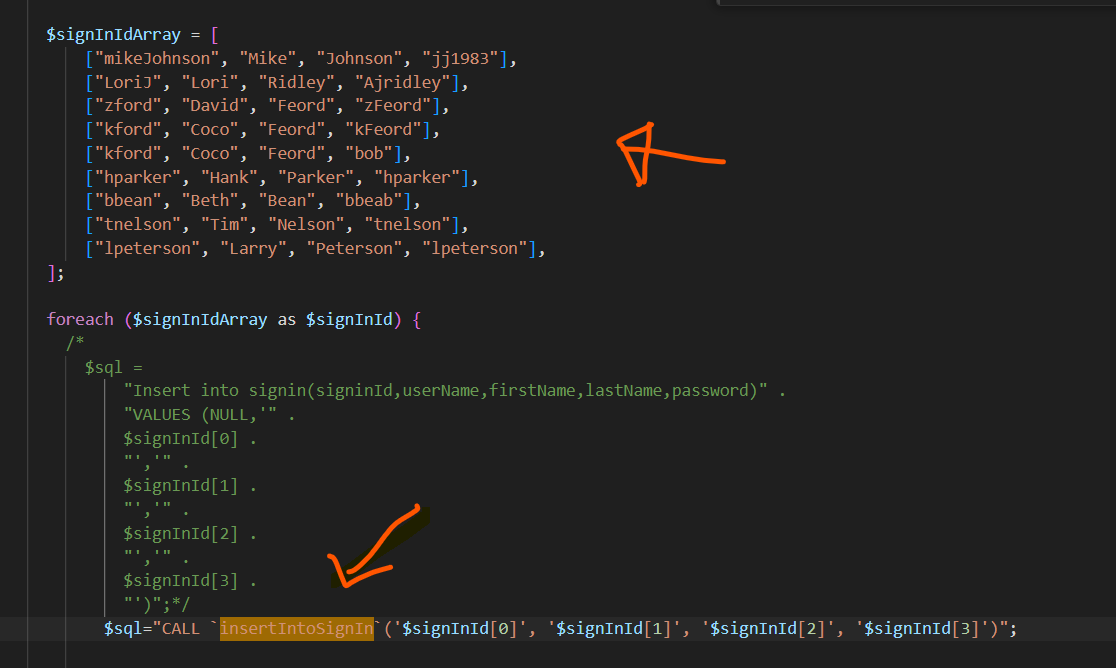 $signInIdArray = [
["mikeJohnson", "Mike", "Johnson", "jj1983"],
["LoriJ", "Lori", "Ridley", "Ajridley"],
["zford", "David", "Feord", "zFeord"],
["kford", "Coco", "Feord", "kFeord"],
["kford", "Coco", "Feord", "bob"],
["hparker", "Hank", "Parker", "hparker"],
["bbean", "Beth", "Bean", "bbeab"],
["tnelson", "Tim", "Nelson", "tnelson"],
["lpeterson", "Larry", "Peterson", "lpeterson"],
];
foreach ($signInIdArray as $signInId) {
/*
$sql =
"Insert into signin(signinId,userName,firstName,lastName,password)" .
"VALUES (NULL,'" .
$signInId[0] .
"','" .
$signInId[1] .
"','" .
$signInId[2] .
"','" .
$signInId[3] .
"')";*/
$sql="CALL `insertIntoSignIn`('$signInId[0]', '$signInId[1]', '$signInId[2]', '$signInId[3]')";